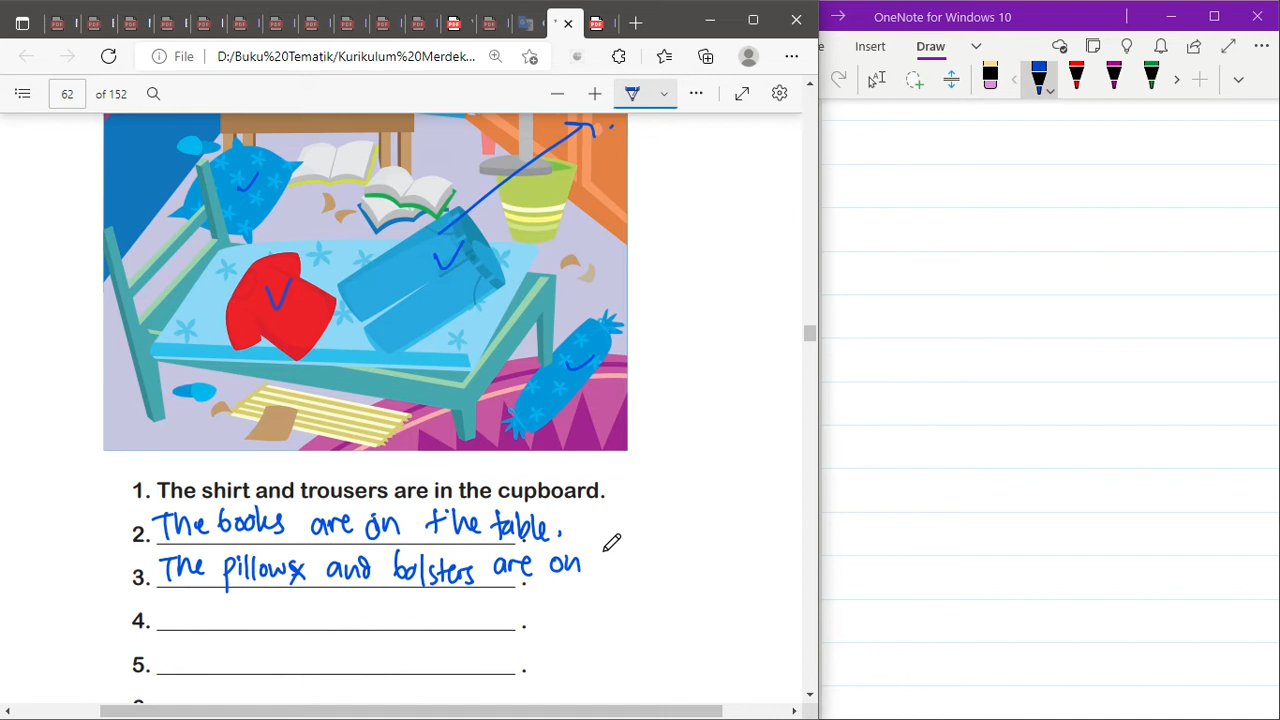 OneNote for Windows 10
File D:/Buku%20Tematik/Kurikulum%20Merdek...
Insert Draw
62 of 152
1. The shirt and trousers are in the cupboard.
2. The books are on the table.
3. The pillows and bolsters are on .
4. .
5. .